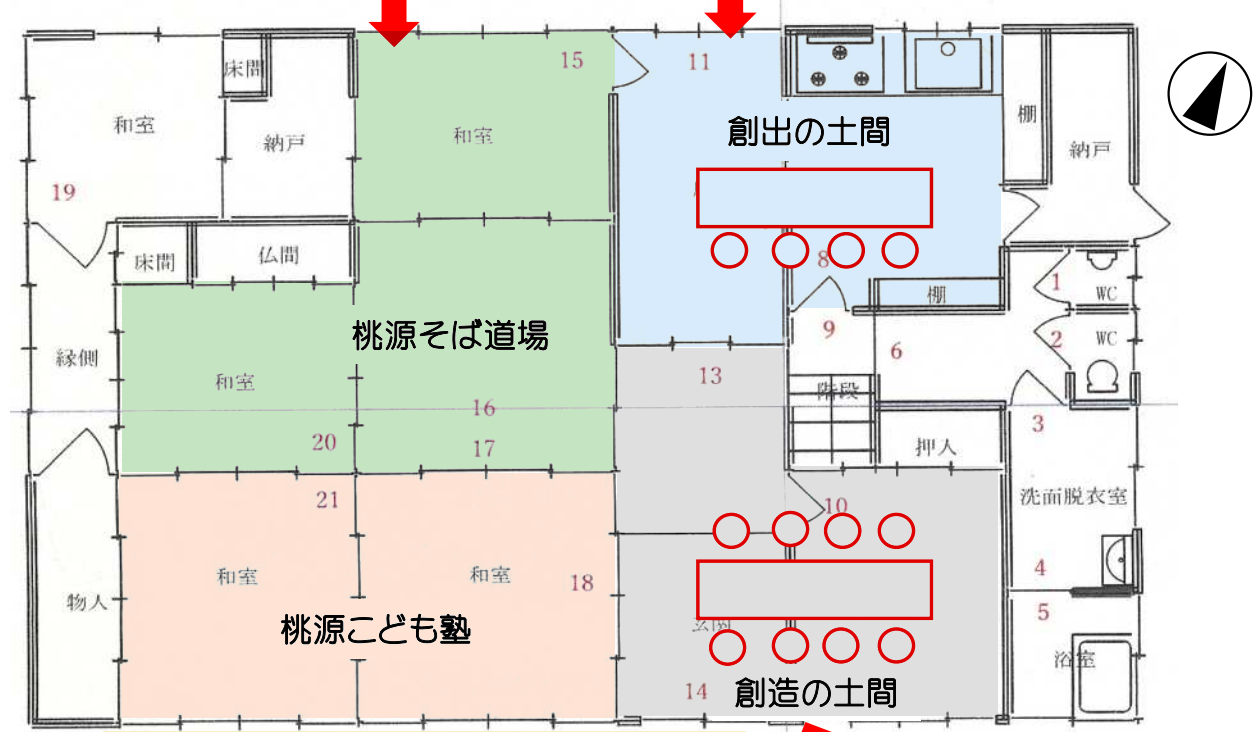 15
11
床間
和室
納戸
和室
創出の土間
棚
納戸
19
床間
仏間
8
棚
1
WC
9
2
WC
縁側
桃源そば道場
6
和室
13
階段
16
3
20
17
押入
21
10
洗面脱衣室
和室
和室
18
4
物入
5
桃源こども塾
玄関
浴室
14
創造の土間